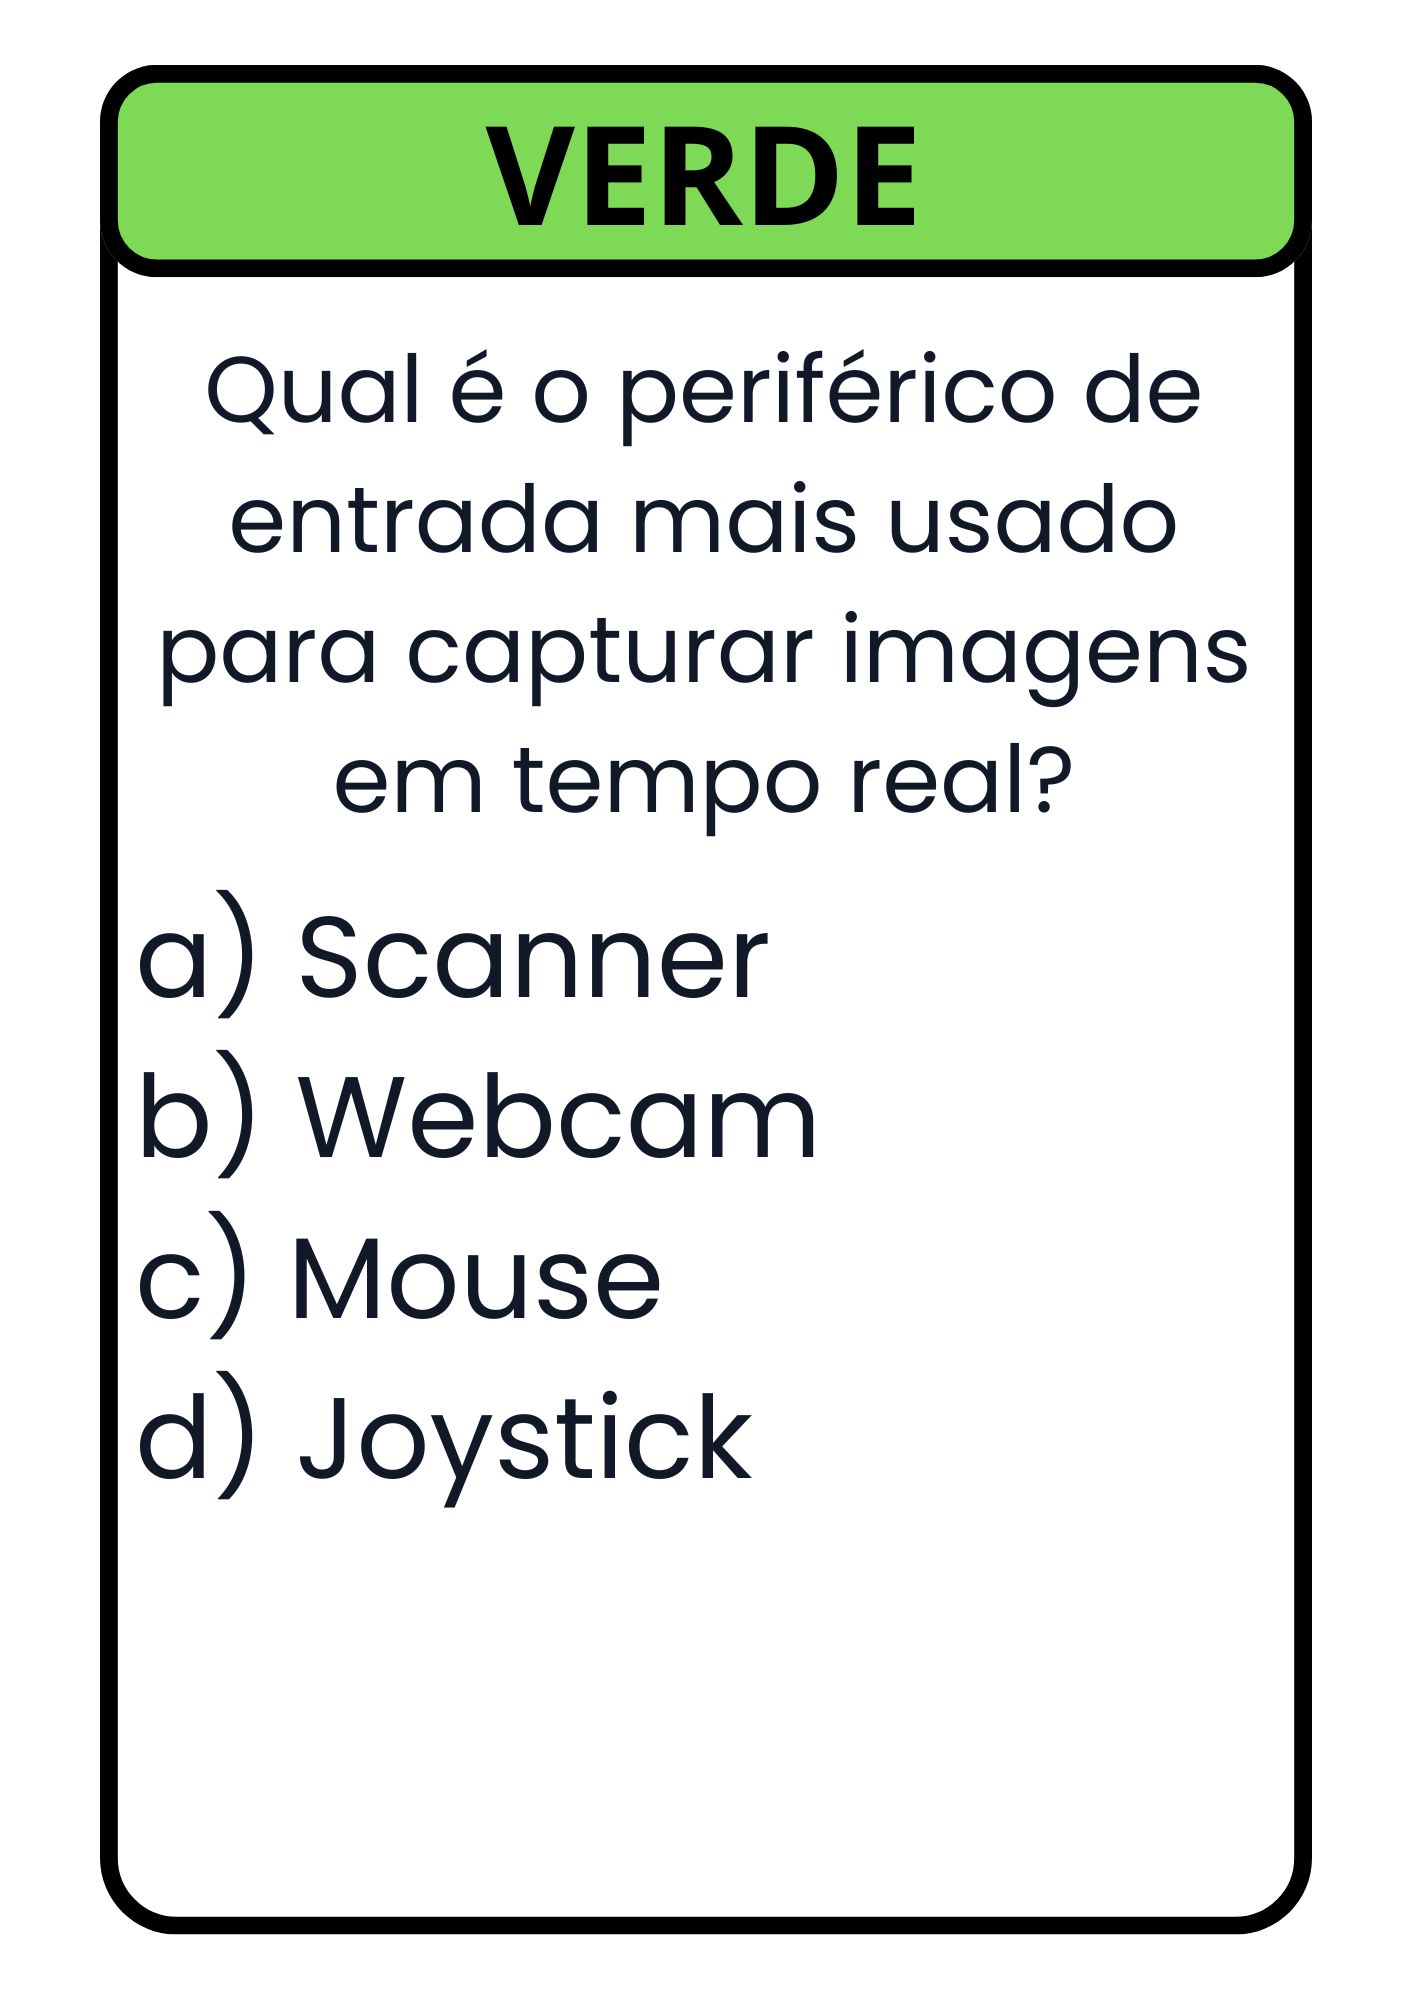 VERDE
Qual é o periférico de
entrada mais usado
para capturar imagens
em tempo real?
a) Scanner
b) Webcam
c) Mouse
d) Joystick